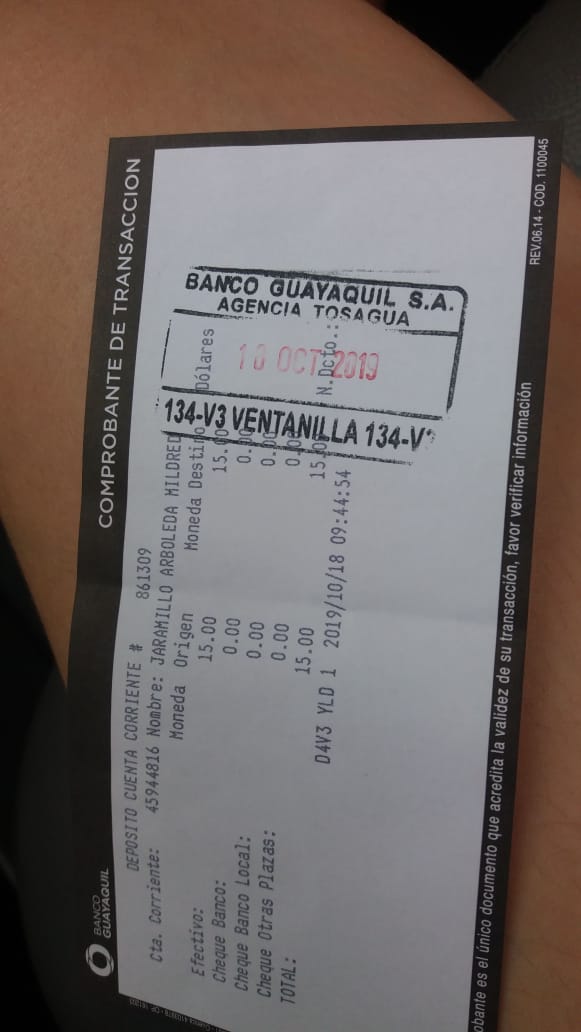 BANCO
GUAYAQUIL
COMPROBANTE DE TRANSACCION
DEPOSITO CUENTA CORRIENTE # 861309
Cta. Corriente: 45944816 Nombre: JARAMILLO ARBOLEDA MILDRED
Moneda Origen Moneda Destino Dólares
Efectivo: 15.00 15.00
Cheque Banco: 0.00 0.00
Cheque Banco Local: 0.00 0.00
Cheque Otras Plazas: 0.00 0.00
TOTAL: 15.00 15.00 N.Dcto.:
D4V3 YLD 1 2019/10/18 09:44:54
BANCO GUAYAQUIL S.A.
AGENCIA TOSAGUA
18 OCT 2019
134-V3 VENTANILLA 134-V
obante es el único documento que acredita la validez de su transacción, favor verificar información
REV.06.14 - COD. 1100045